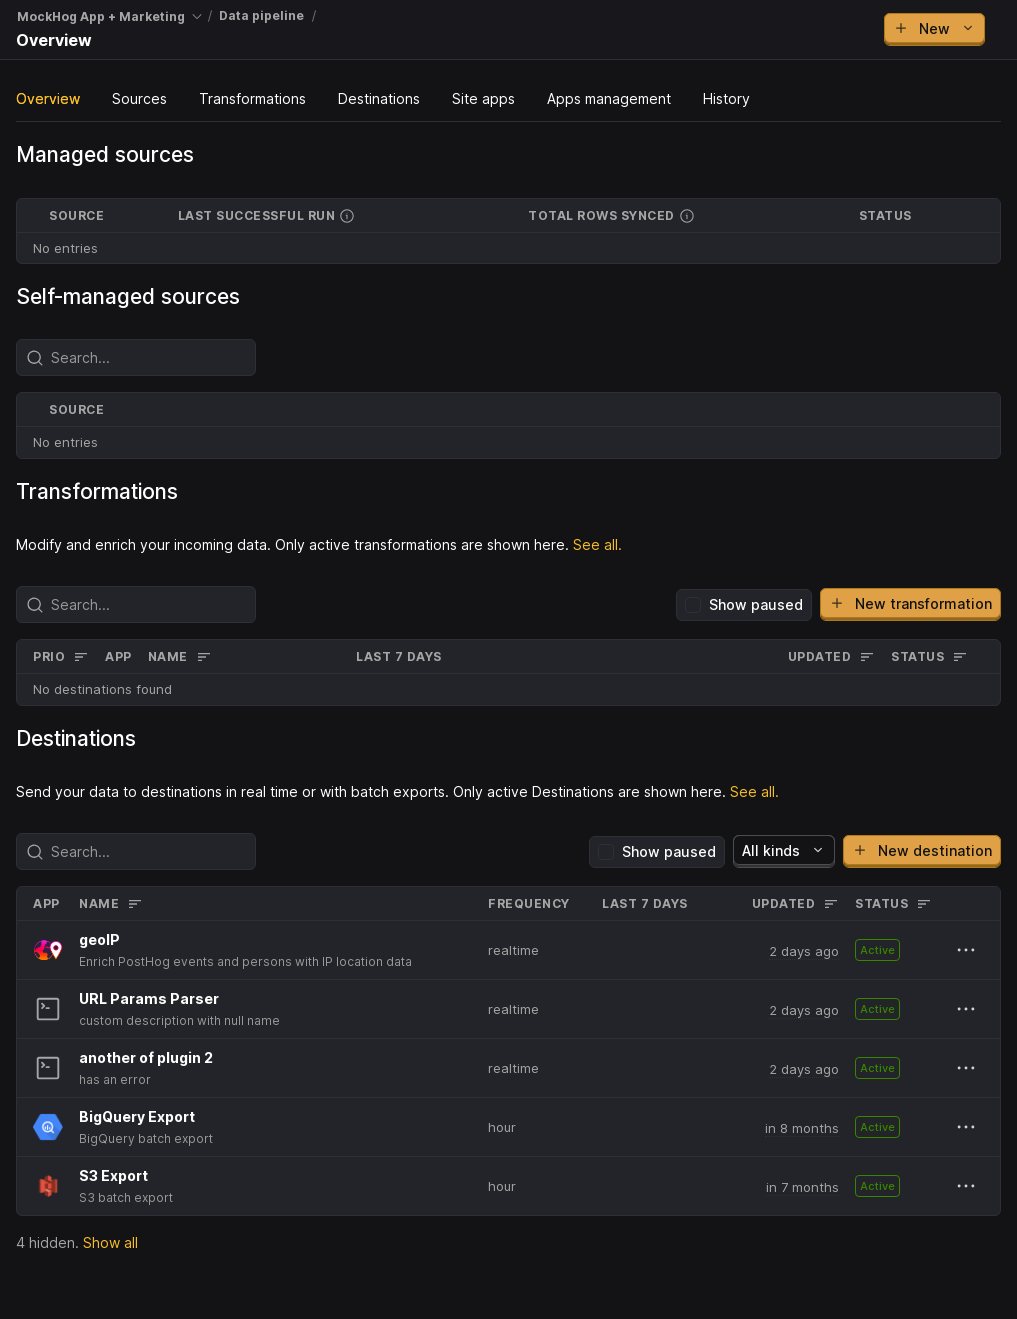 MockHog App + Marketing / Data pipeline /
Overview
New
Overview Sources Transformations Destinations Site apps Apps management History
Managed sources
SOURCE LAST SUCCESSFUL RUN TOTAL ROWS SYNCED STATUS
No entries
Self-managed sources
Search...
SOURCE
No entries
Transformations
Modify and enrich your incoming data. Only active transformations are shown here. See all.
Search... Show paused New transformation
PRIO APP NAME LAST 7 DAYS UPDATED STATUS
No destinations found
Destinations
Send your data to destinations in real time or with batch exports. Only active Destinations are shown here. See all.
Search... Show paused All kinds New destination
APP NAME FREQUENCY LAST 7 DAYS UPDATED STATUS
geoIP
Enrich PostHog events and persons with IP location data realtime 2 days ago Active
URL Params Parser
custom description with null name realtime 2 days ago Active
another of plugin 2
has an error realtime 2 days ago Active
BigQuery Export
BigQuery batch export hour in 8 months Active
S3 Export
S3 batch export hour in 7 months Active
4 hidden. Show all